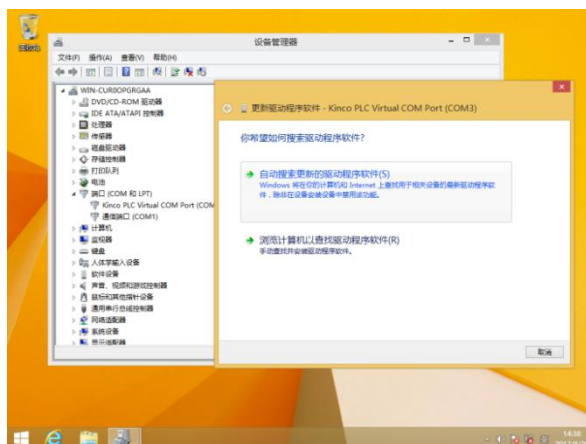 回收站
设备管理器
文件(F) 操作(A) 查看(V) 帮助(H)
WIN-CURBOPGRGAA
DVD/CD-ROM 驱动器
IDE ATA/ATAPI 控制器
处理器
传感器
磁盘驱动器
存储控制器
打印队列
电池
端口 (COM 和 LPT)
Kinco PLC Virtual COM Port (COM
通信端口 (COM1)
计算机
监视器
键盘
人体学输入设备
软件设备
声音、视频和游戏控制器
鼠标和其他指针设备
通用串行总线控制器
网络适配器
系统设备
显示适配器
更新驱动程序软件 - Kinco PLC Virtual COM Port (COM3)
你希望如何搜索驱动程序软件?
自动搜索更新的驱动程序软件(S)
Windows 将在你的计算机和 Internet 上查找用于相关设备的最新驱动程序软
件，除非在设备安装设置中禁用该功能。
浏览计算机以查找驱动程序软件(R)
手动查找并安装驱动程序软件。
取消
14:38